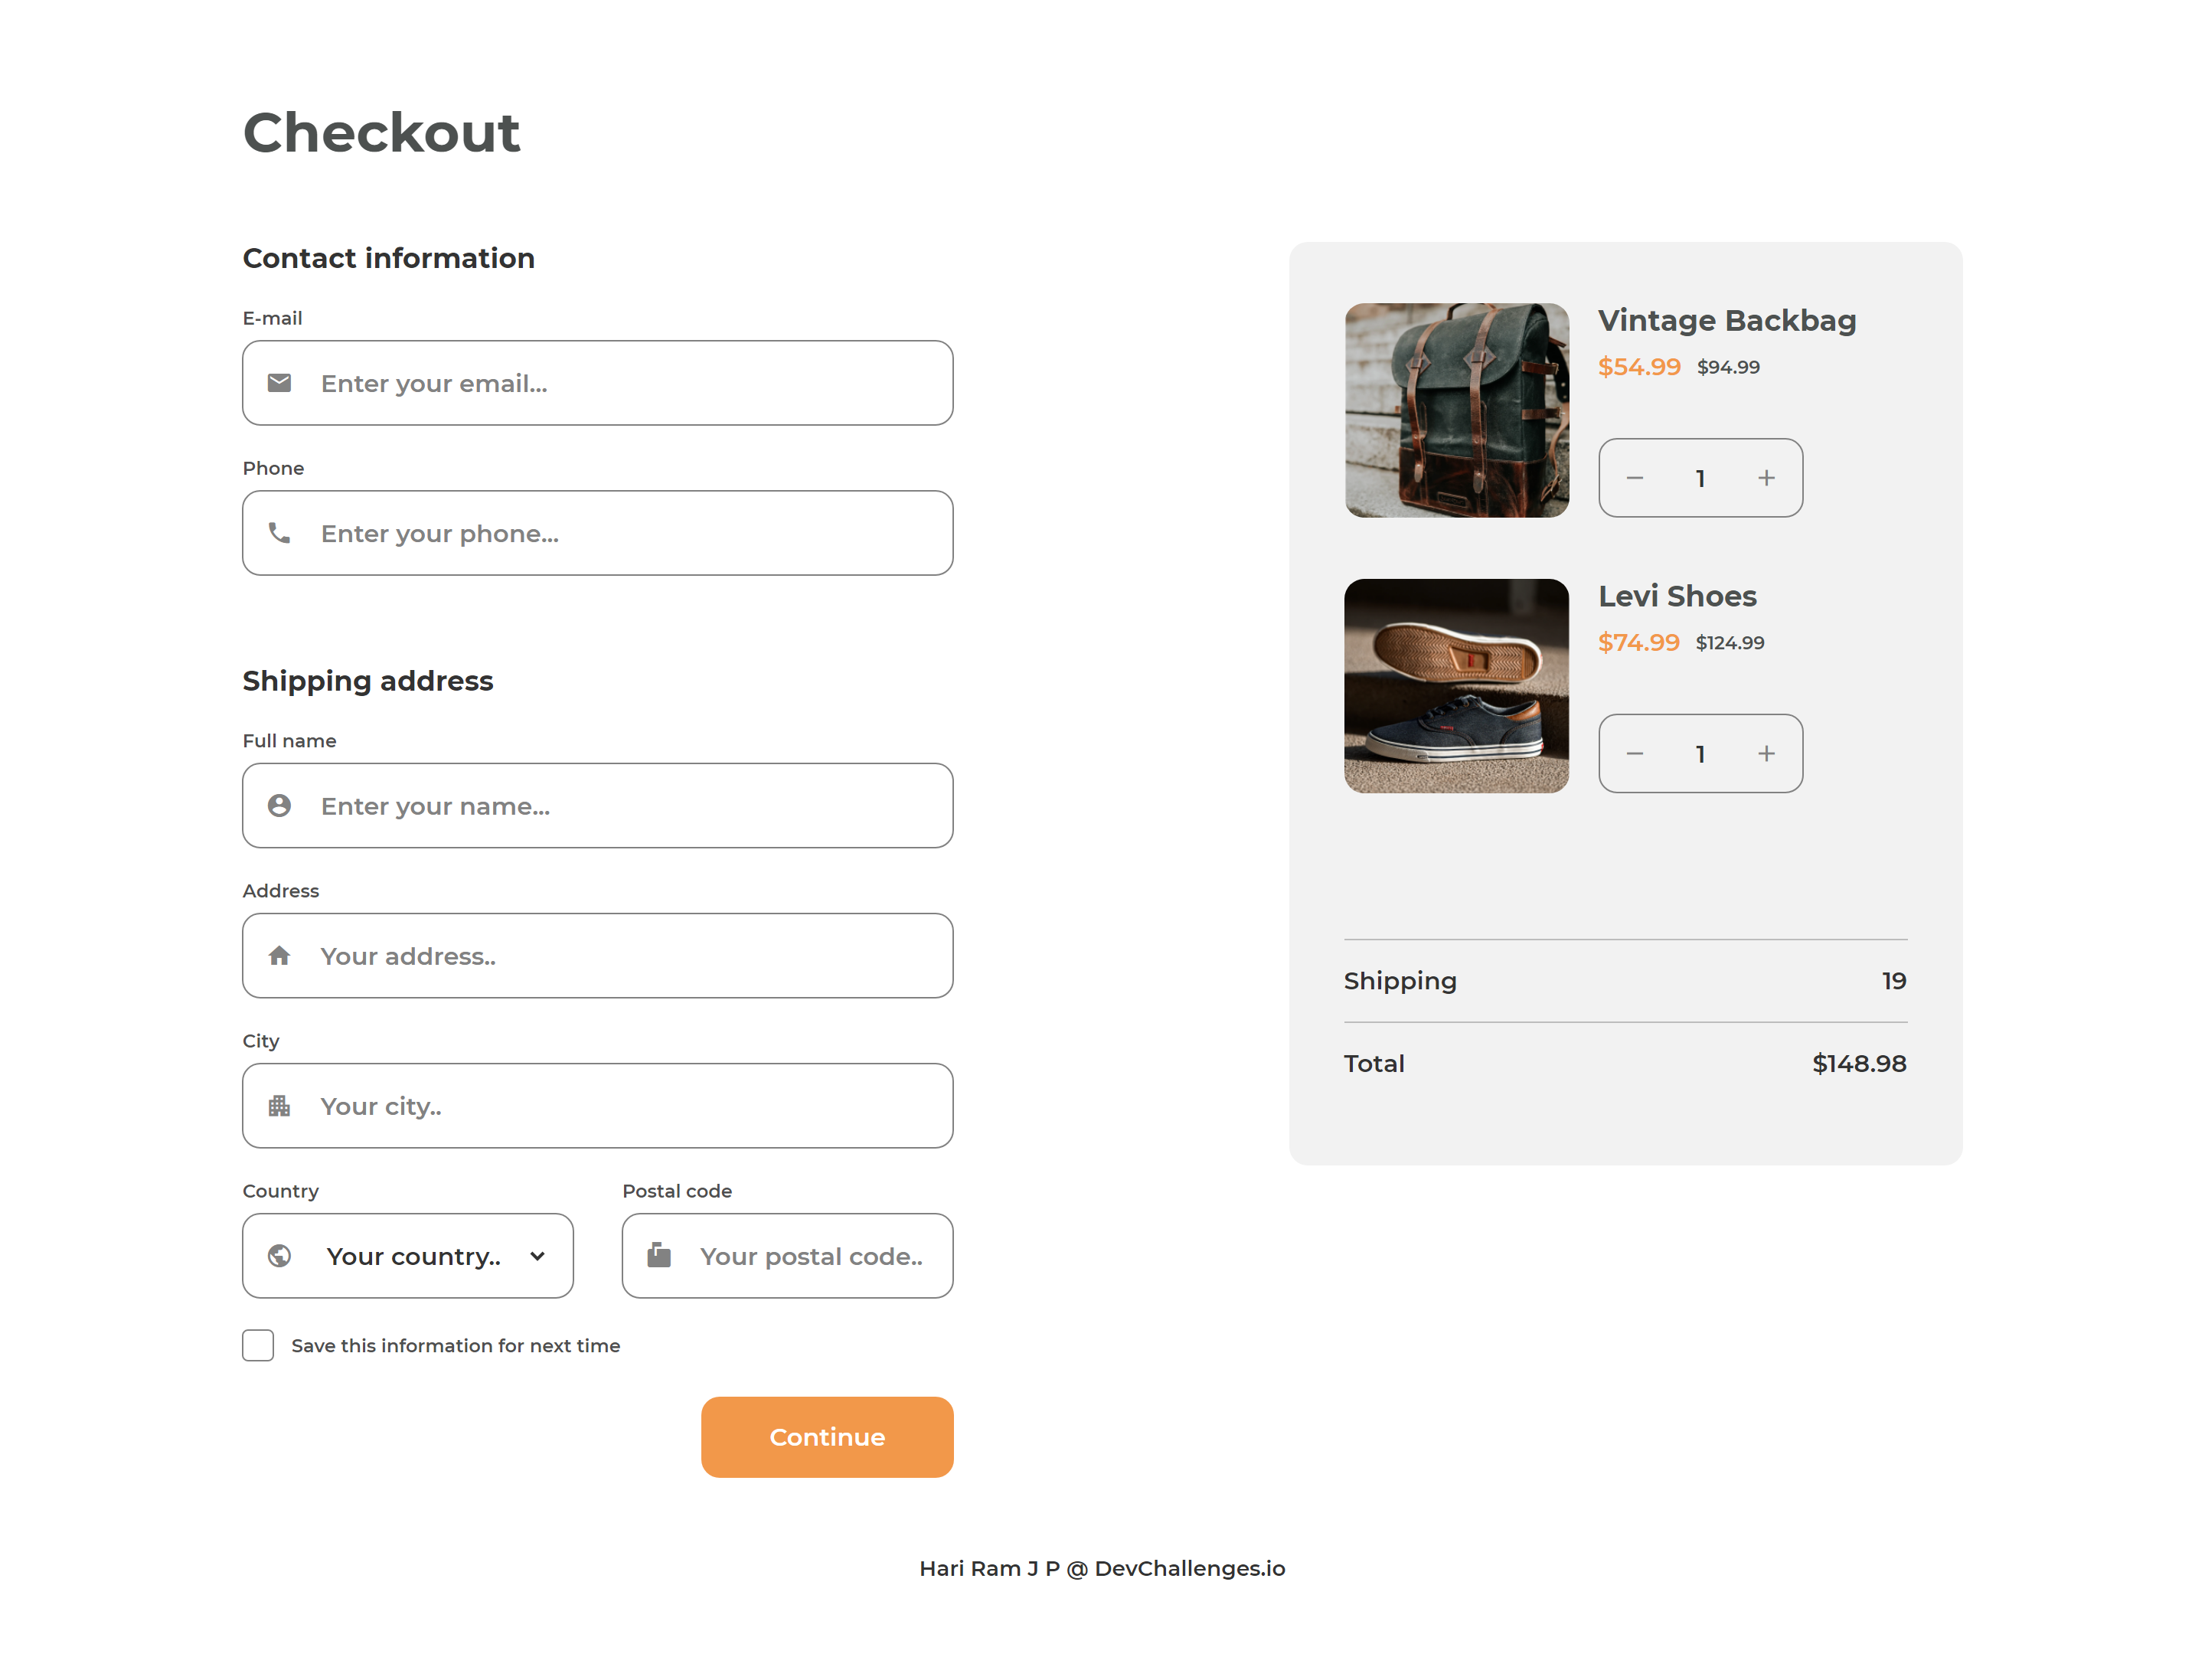 Checkout
Contact information
E-mail
Enter your email...
Phone
Enter your phone...
Shipping address
Full name
Enter your name...
Address
Your address..
City
Your city..
Country
Postal code
Your country..
Your postal code..
Save this information for next time
Continue
Vintage Backbag
$54.99 $94.99
1
Levi Shoes
$74.99 $124.99
1
Shipping 19
Total $148.98
Hari Ram J P @ DevChallenges.io